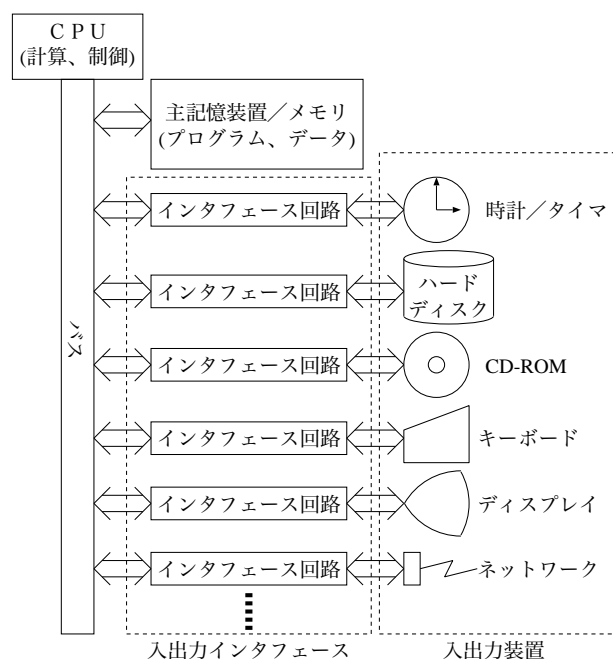 ＣＰＵ
(計算、制御)
主記憶装置／メモリ
(プログラム、データ)
バス
インタフェース回路
時計／タイマ
インタフェース回路
ハード
ディスク
インタフェース回路
CD-ROM
インタフェース回路
キーボード
インタフェース回路
ディスプレイ
インタフェース回路
ネットワーク
入出力インタフェース
入出力装置